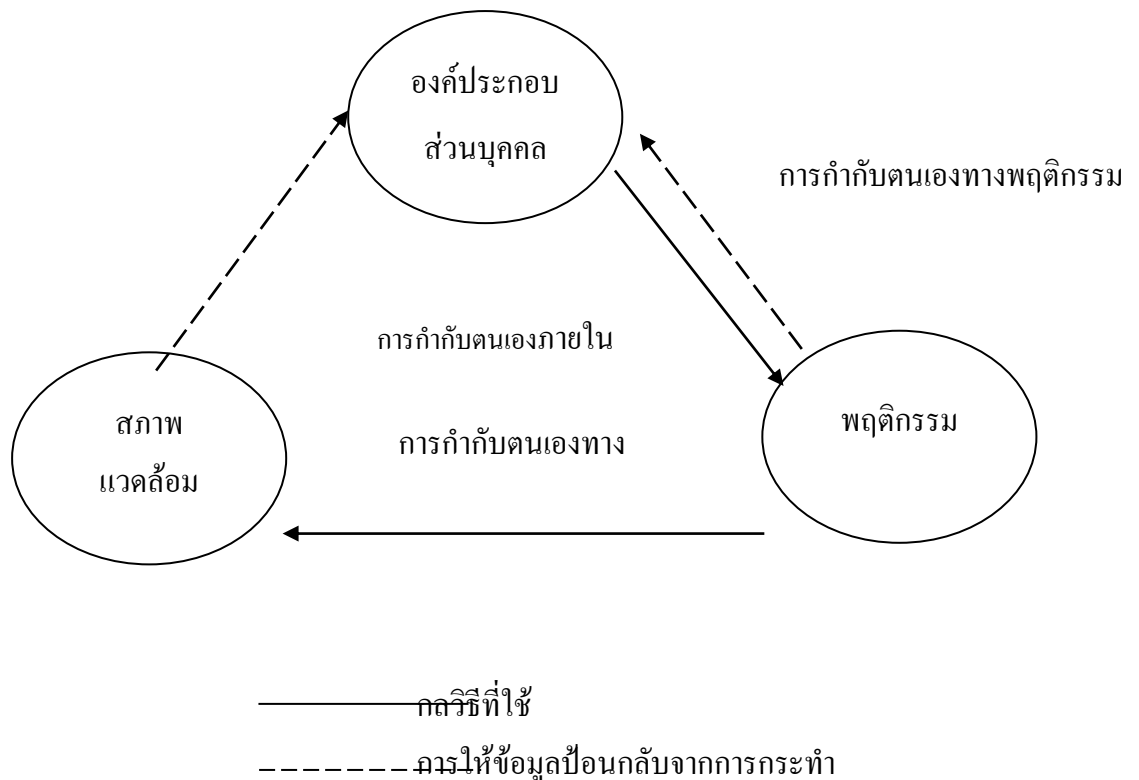 องค์ประกอบ
ส่วนบุคคล
การกำกับตนเองทางพฤติกรรม
การกำกับตนเองภายใน
สภาพ
แวดล้อม
การกำกับตนเองทาง
พฤติกรรม
กลวิธีที่ใช้
การให้ข้อมูลป้อนกลับจากการกระทำ